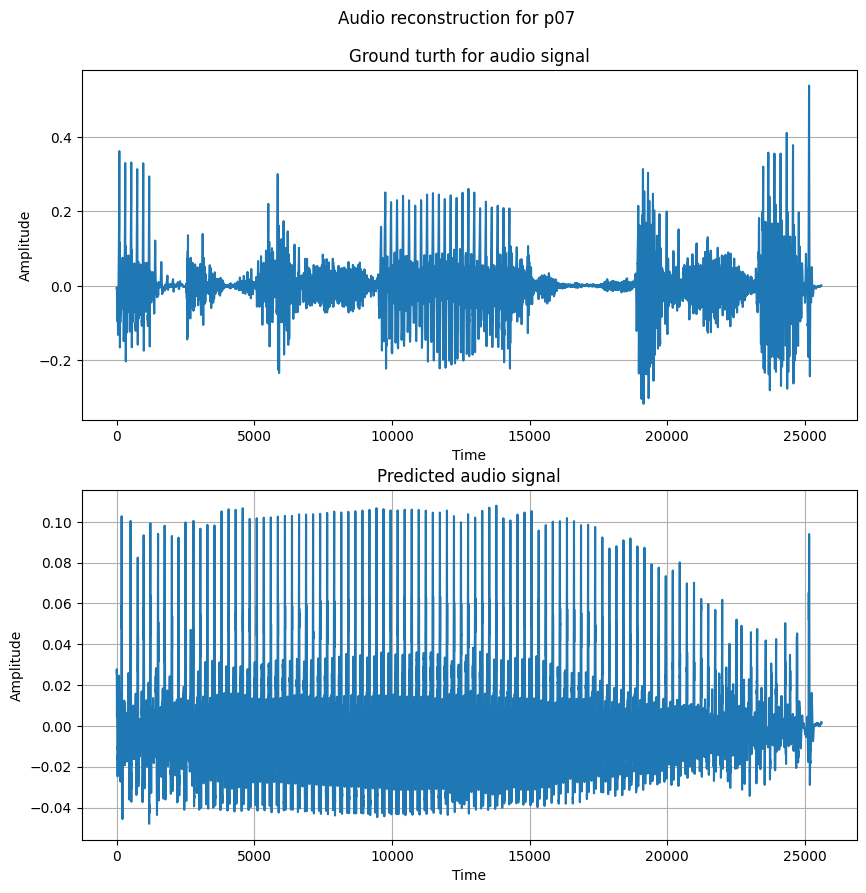 Audio reconstruction for p07
Ground turth for audio signal
0.4
0.2
0.0
−0.2
Amplitude
0 5000 10000 15000 20000 25000
Time
Predicted audio signal
0.10
0.08
0.06
0.04
0.02
0.00
−0.02
−0.04
Amplitude
0 5000 10000 15000 20000 25000
Time